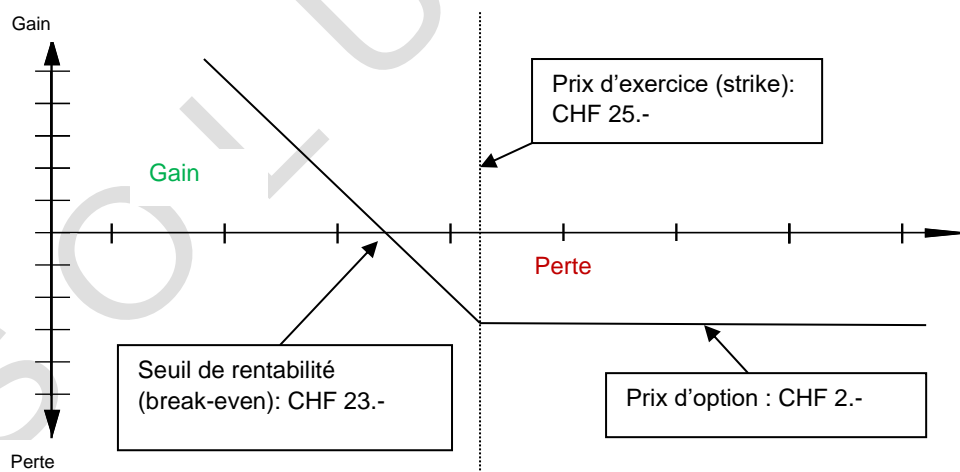 Gain
Prix d'exercice (strike):
CHF 25.-
Gain
Perte
Seuil de rentabilité
(break-even): CHF 23.-
Prix d'option : CHF 2.-
Perte